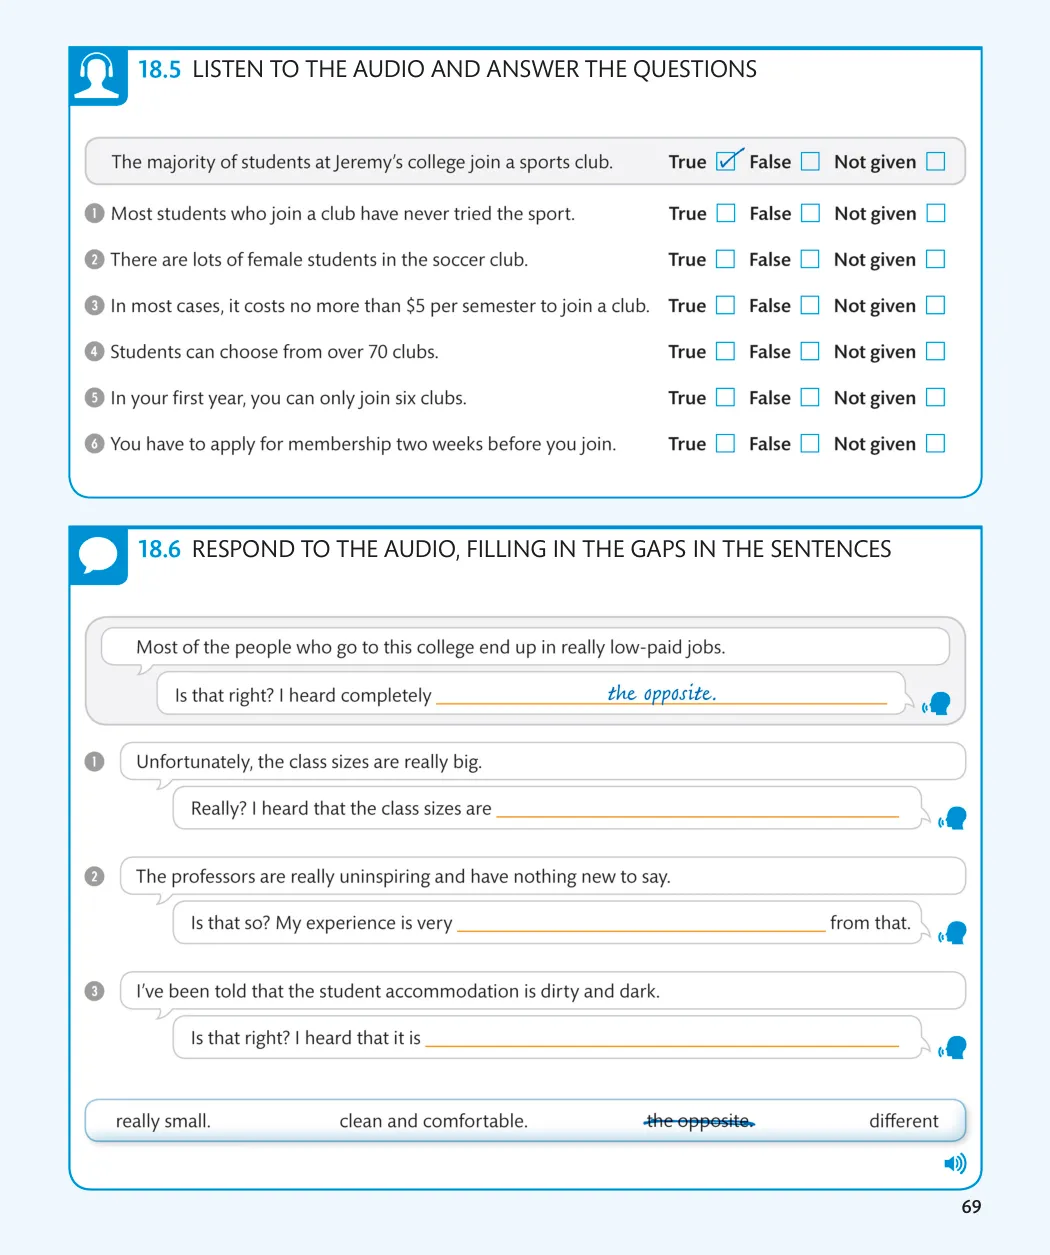 18.5 LISTEN TO THE AUDIO AND ANSWER THE QUESTIONS
The majority of students at Jeremy's college join a sports club. True False Not given
1 Most students who join a club have never tried the sport. True False Not given
2 There are lots of female students in the soccer club. True False Not given
3 In most cases, it costs no more than $5 per semester to join a club. True False Not given
4 Students can choose from over 70 clubs. True False Not given
5 In your first year, you can only join six clubs. True False Not given
6 You have to apply for membership two weeks before you join. True False Not given
18.6 RESPOND TO THE AUDIO, FILLING IN THE GAPS IN THE SENTENCES
Most of the people who go to this college end up in really low-paid jobs.
Is that right? I heard completely the opposite.
1 Unfortunately, the class sizes are really big.
Really? I heard that the class sizes are
2 The professors are really uninspiring and have nothing new to say.
Is that so? My experience is very from that.
3 I've been told that the student accommodation is dirty and dark.
Is that right? I heard that it is
really small. clean and comfortable. the opposite. different
69